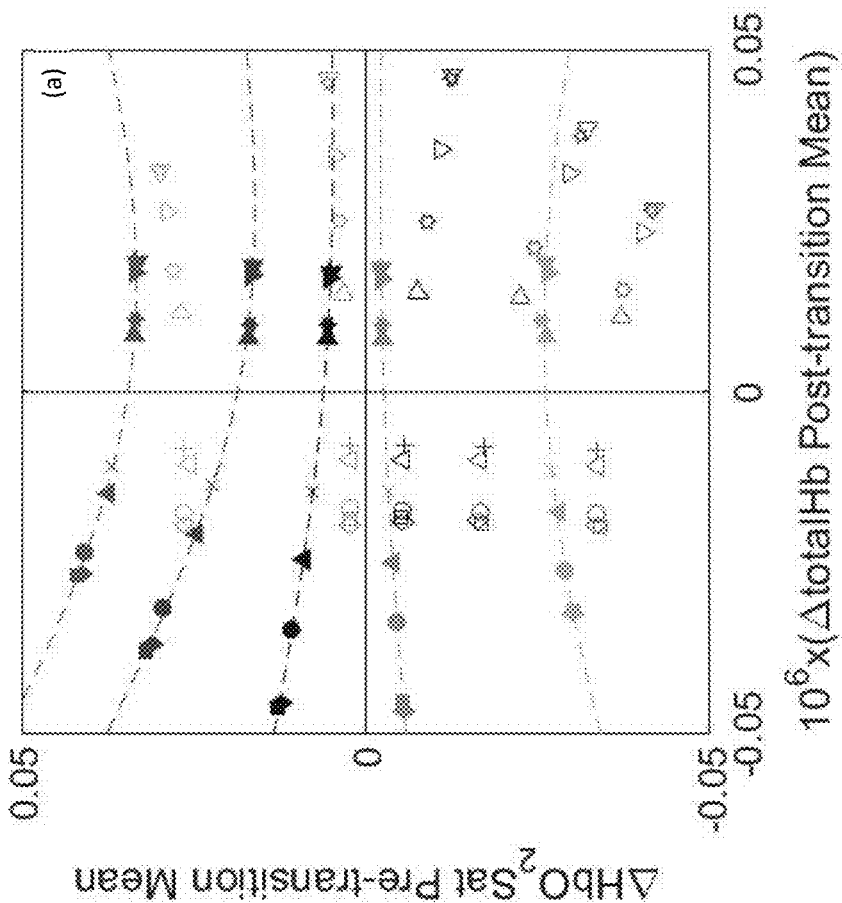 (a)
0.05
0
-0.05
ΔHbO₂Sat Pre-transition Mean
-0.05
0
0.05
10⁶x(ΔtotalHb Post-transition Mean)